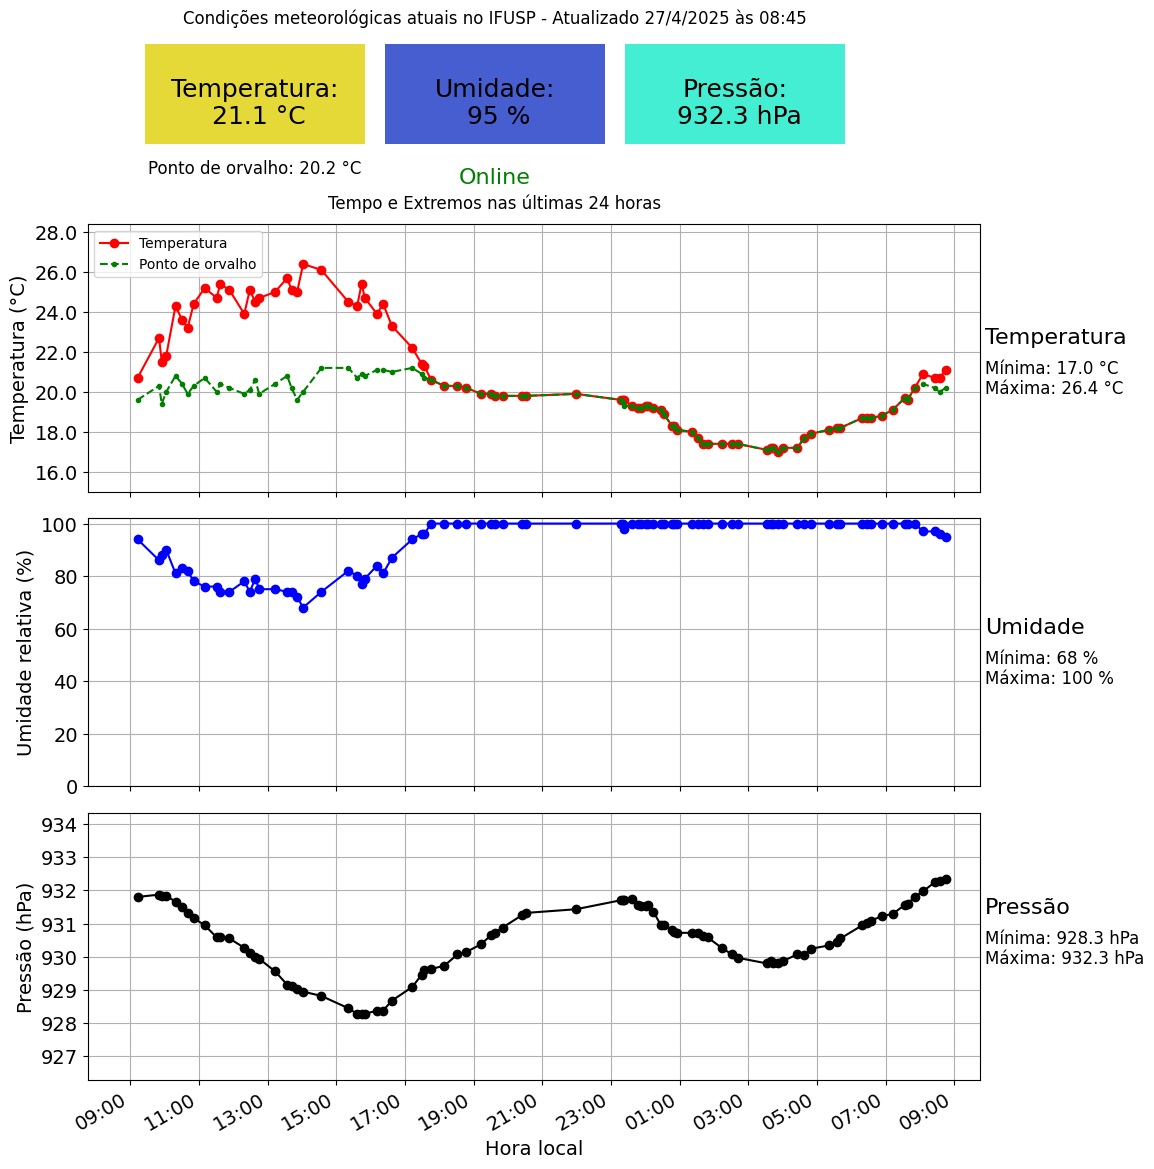 Condições meteorológicas atuais no IFUSP - Atualizado 27/4/2025 às 08:45
Temperatura:
21.1 °C
Umidade:
95 %
Pressão:
932.3 hPa
Ponto de orvalho: 20.2 °C
Online
Tempo e Extremos nas últimas 24 horas
Temperatura (°C)
28.0
26.0
24.0
22.0
20.0
18.0
16.0
Temperatura
Ponto de orvalho
Temperatura
Mínima: 17.0 °C
Máxima: 26.4 °C
Umidade relativa (%)
100
80
60
40
20
0
Umidade
Mínima: 68 %
Máxima: 100 %
Pressão (hPa)
934
933
932
931
930
929
928
927
Pressão
Mínima: 928.3 hPa
Máxima: 932.3 hPa
09:00
11:00
13:00
15:00
17:00
19:00
21:00
23:00
01:00
03:00
05:00
07:00
09:00
Hora local